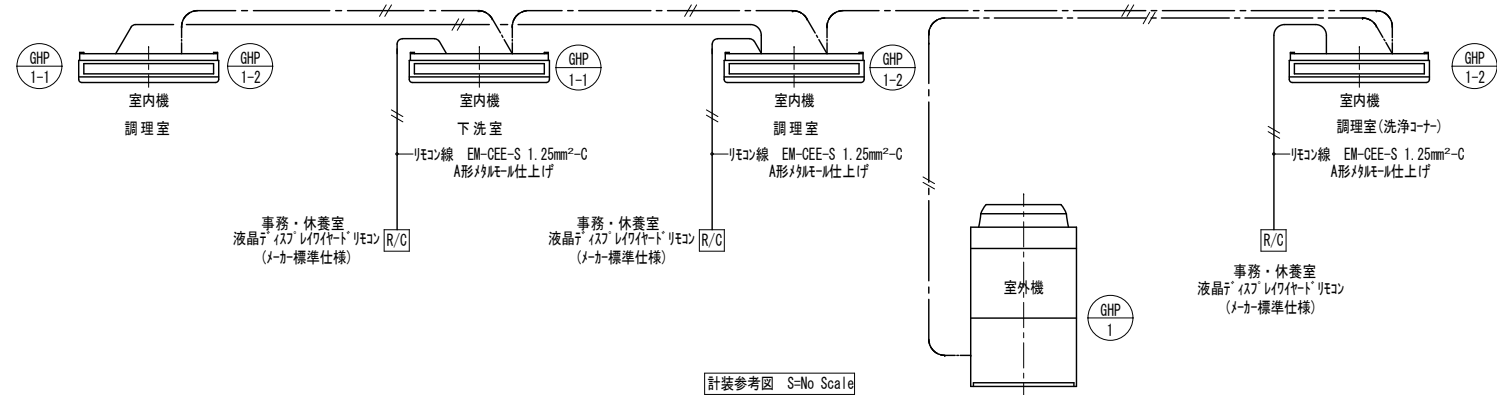 GHP
1-1
GHP
1-2
室内機
調理室
GHP
1-1
室内機
下洗室
リモコン線 EM-CEE-S 1.25mm²-C
A形メタルモール仕上げ
事務・休養室
液晶ディスプレイワイヤードリモコン
(メーカー標準仕様)
R/C
GHP
1-2
室内機
調理室
リモコン線 EM-CEE-S 1.25mm²-C
A形メタルモール仕上げ
事務・休養室
液晶ディスプレイワイヤードリモコン
(メーカー標準仕様)
R/C
室外機
GHP
1
GHP
1-2
室内機
調理室(洗浄コーナー)
リモコン線 EM-CEE-S 1.25mm²-C
A形メタルモール仕上げ
R/C
事務・休養室
液晶ディスプレイワイヤードリモコン
(メーカー標準仕様)
計装参考図 S=No Scale